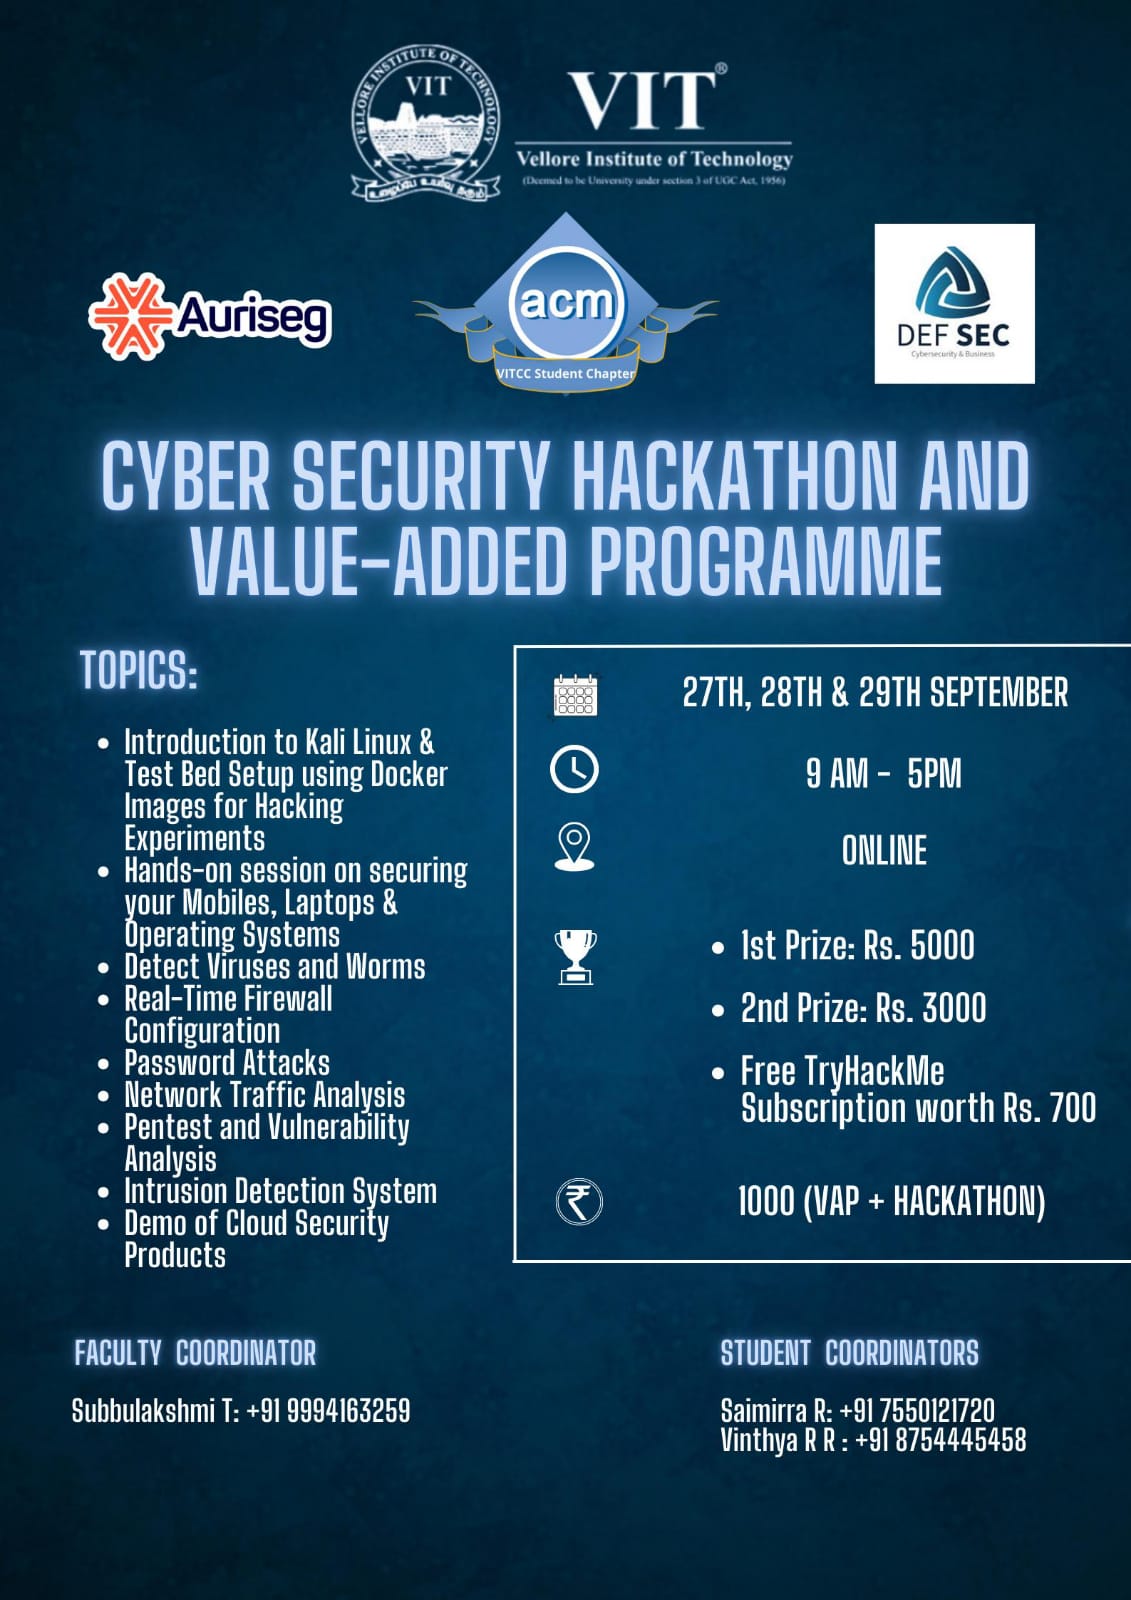 VELLORE INSTITUTE OF TECHNOLOGY
VIT
VIT®
Vellore Institute of Technology
(Deemed to be University under section 3 of UGC Act, 1956)
Auriseg
acm
VITCC Student Chapter
DEF SEC
Cybersecurity & Business
CYBER SECURITY HACKATHON AND
VALUE-ADDED PROGRAMME
TOPICS:
• Introduction to Kali Linux &
Test Bed Setup using Docker
Images for Hacking
Experiments
• Hands-on session on securing
your Mobiles, Laptops &
Operating Systems
• Detect Viruses and Worms
• Real-Time Firewall
Configuration
• Password Attacks
• Network Traffic Analysis
• Pentest and Vulnerability
Analysis
• Intrusion Detection System
• Demo of Cloud Security
Products
27TH, 28TH & 29TH SEPTEMBER
9 AM - 5PM
ONLINE
• 1st Prize: Rs. 5000
• 2nd Prize: Rs. 3000
• Free TryHackMe
Subscription worth Rs. 700
₹ 1000 (VAP + HACKATHON)
FACULTY COORDINATOR
Subbulakshmi T: +91 9994163259
STUDENT COORDINATORS
Saimirra R: +91 7550121720
Vinthya R R : +91 8754445458